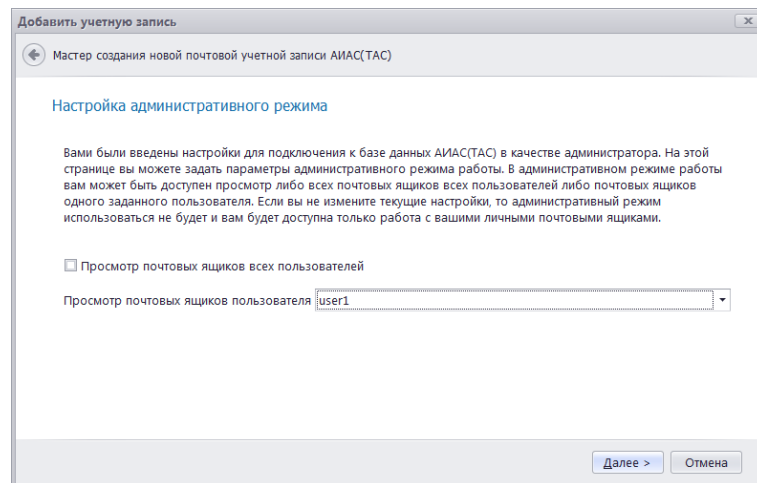 Добавить учетную запись
Мастер создания новой почтовой учетной записи АИАС(ТАС)
Настройка административного режима
Вами были введены настройки для подключения к базе данных АИАС(ТАС) в качестве администратора. На этой
странице вы можете задать параметры административного режима работы. В административном режиме работы
вам может быть доступен просмотр либо всех почтовых ящиков всех пользователей либо почтовых ящиков
одного заданного пользователя. Если вы не измените текущие настройки, то административный режим
использоваться не будет и вам будет доступна только работа с вашими личными почтовыми ящиками.
Просмотр почтовых ящиков всех пользователей
Просмотр почтовых ящиков пользователя user1
Далее > Отмена